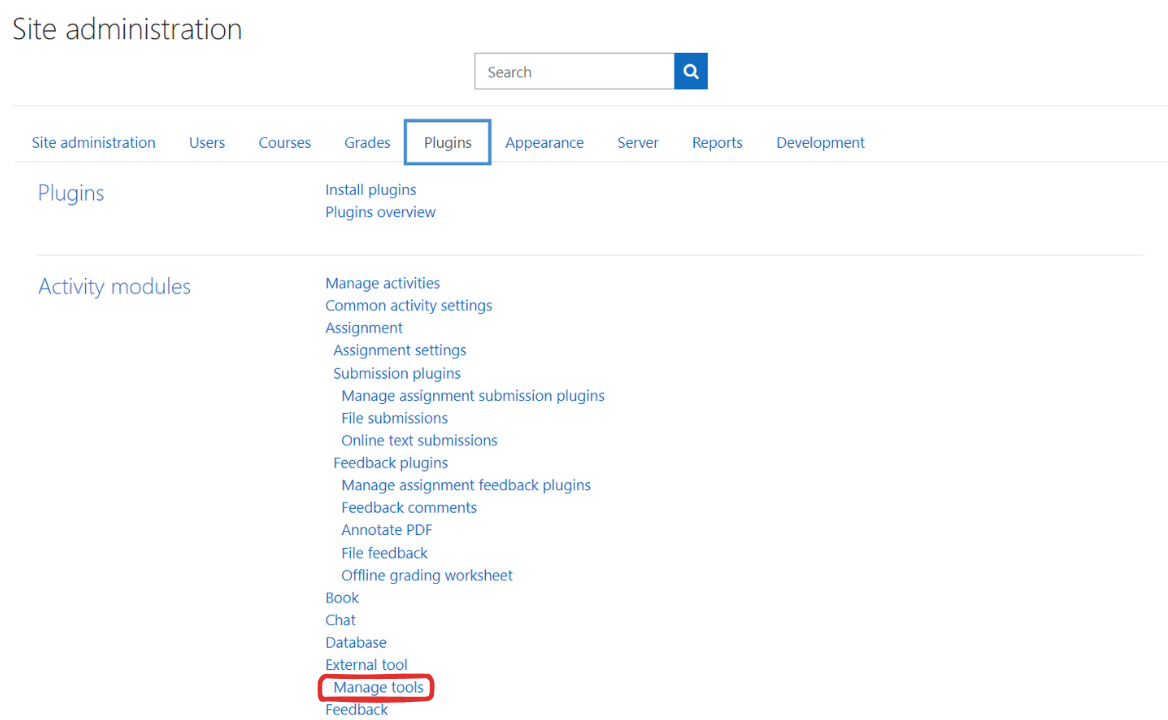 Site administration
Search
Site administration Users Courses Grades Plugins Appearance Server Reports Development
Plugins
Install plugins
Plugins overview
Activity modules
Manage activities
Common activity settings
Assignment
Assignment settings
Submission plugins
Manage assignment submission plugins
File submissions
Online text submissions
Feedback plugins
Manage assignment feedback plugins
Feedback comments
Annotate PDF
File feedback
Offline grading worksheet
Book
Chat
Database
External tool
Manage tools
Feedback